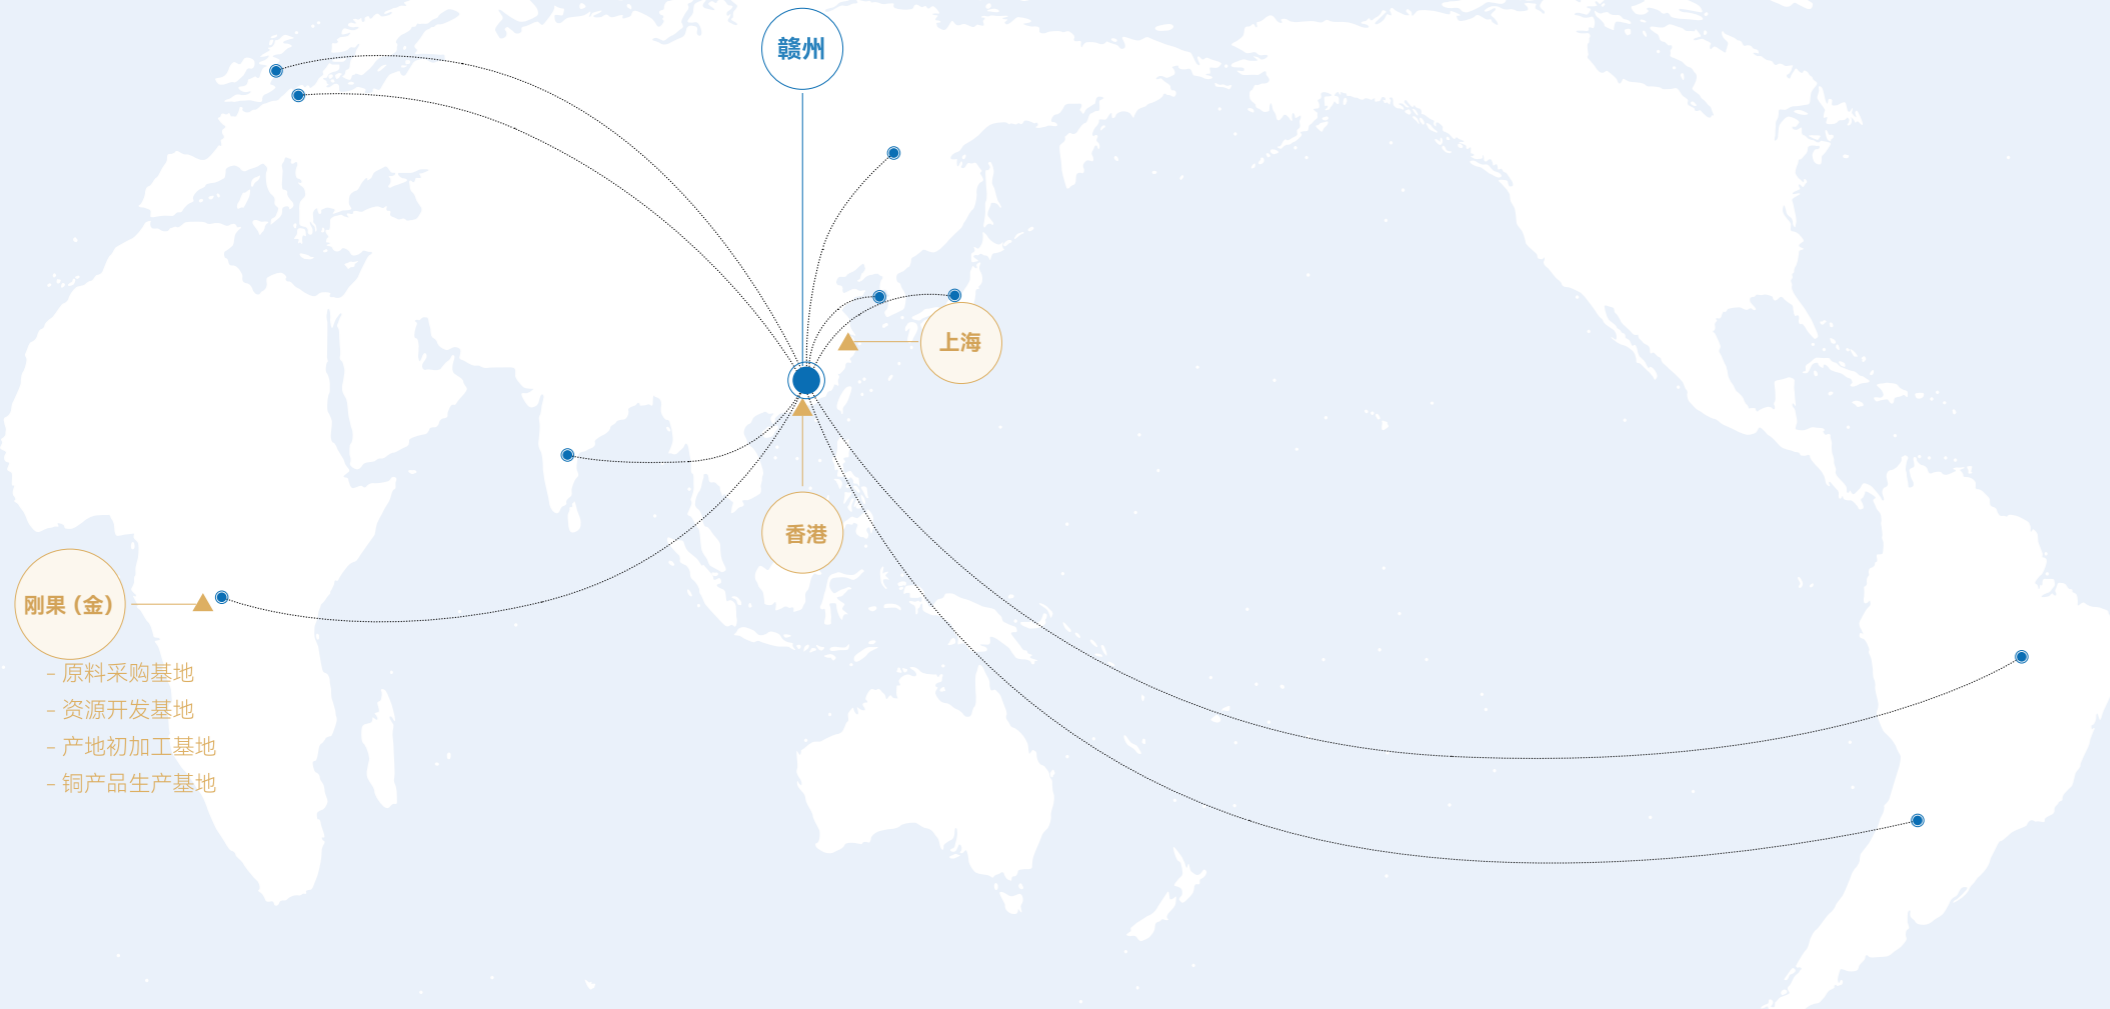 赣州
上海
香港
刚果（金）
- 原料采购基地
- 资源开发基地
- 产地初加工基地
- 铜产品生产基地